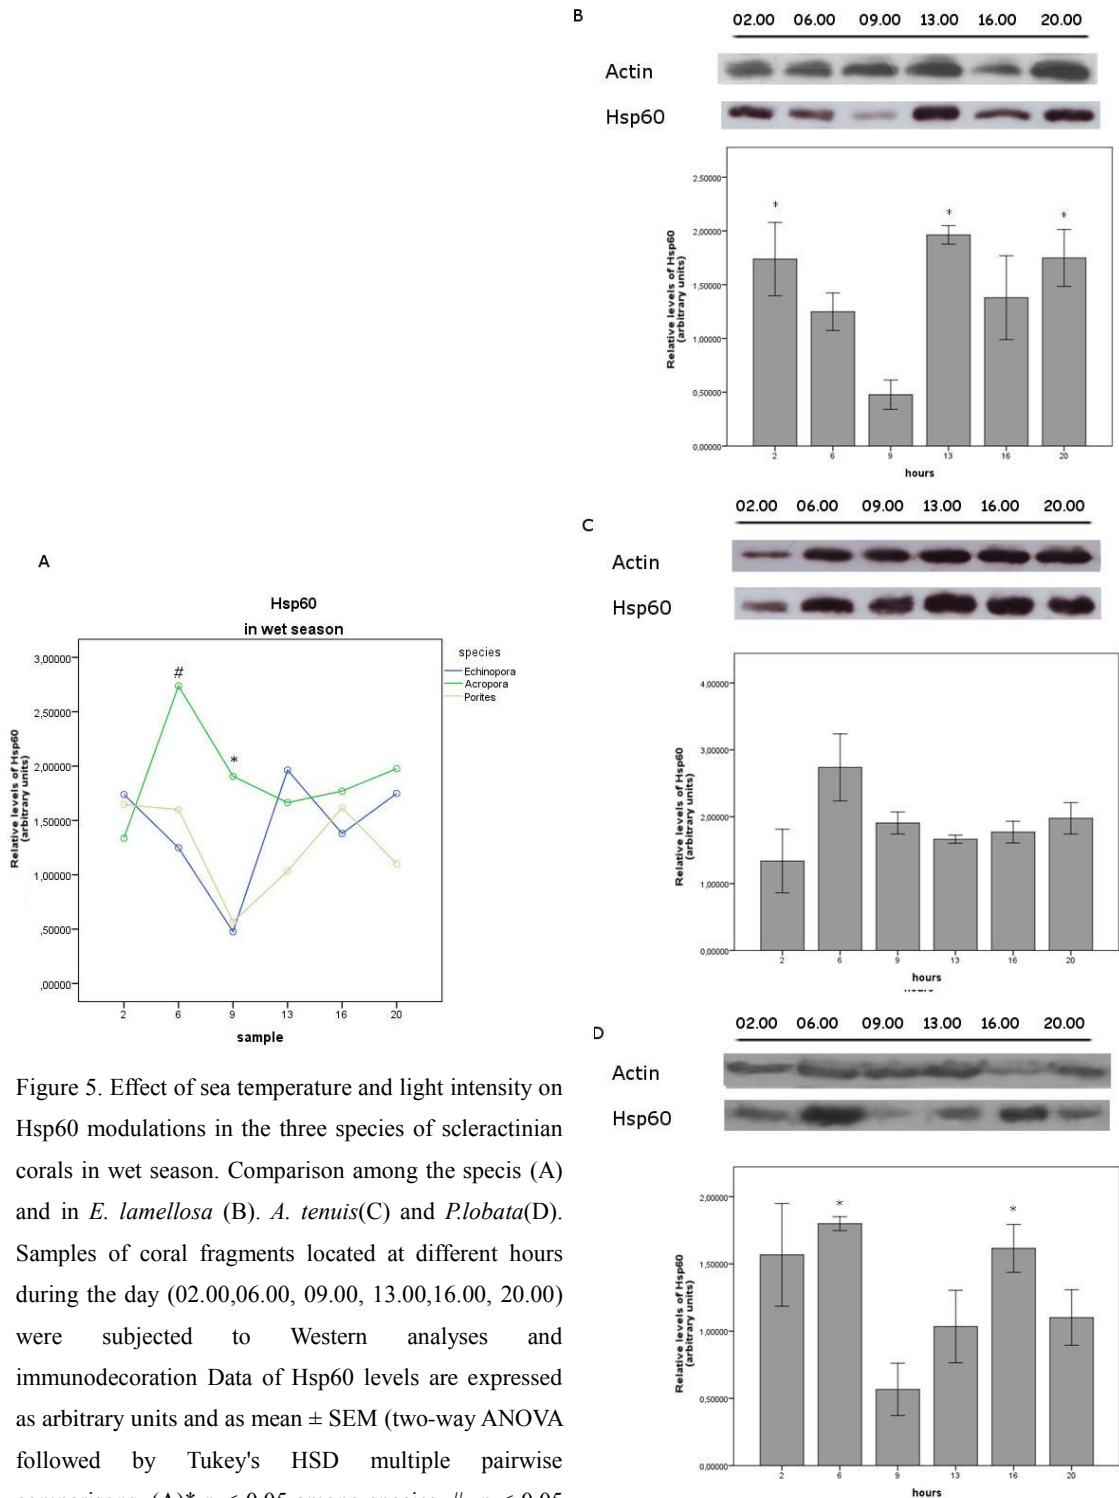 B
02.00 06.00 09.00 13.00 16.00 20.00
Actin
Hsp60
2,50000
2,00000
1,50000
1,00000
0,50000
0,00000
Relative levels of Hsp60
(arbitrary units)
* * *
2 6 9 13 16 20
hours
C
02.00 06.00 09.00 13.00 16.00 20.00
Actin
Hsp60
4,00000
3,00000
2,00000
1,00000
0,00000
Relative levels of Hsp60
(arbitrary units)
2 6 9 13 16 20
hours
A
Hsp60
in wet season
species
Echinopora
Acropora
Porites
3,00000
2,50000
2,00000
1,50000
1,00000
,50000
,00000
Relative levels of Hsp60
(arbitrary units)
#
*
2 6 9 13 16 20
sample
D
02.00 06.00 09.00 13.00 16.00 20.00
Actin
Hsp60
2,00000
1,50000
1,00000
0,50000
0,00000
Relative levels of Hsp60
(arbitrary units)
* *
2 6 9 13 16 20
hours
Figure 5. Effect of sea temperature and light intensity on
Hsp60 modulations in the three species of scleractinian
corals in wet season. Comparison among the specis (A)
and in E. lamellosa (B). A. tenuis(C) and P.lobata(D).
Samples of coral fragments located at different hours
during the day (02.00,06.00, 09.00, 13.00,16.00, 20.00)
were subjected to Western analyses and
immunodecoration Data of Hsp60 levels are expressed
as arbitrary units and as mean ± SEM (two-way ANOVA
followed by Tukey's HSD multiple pairwise